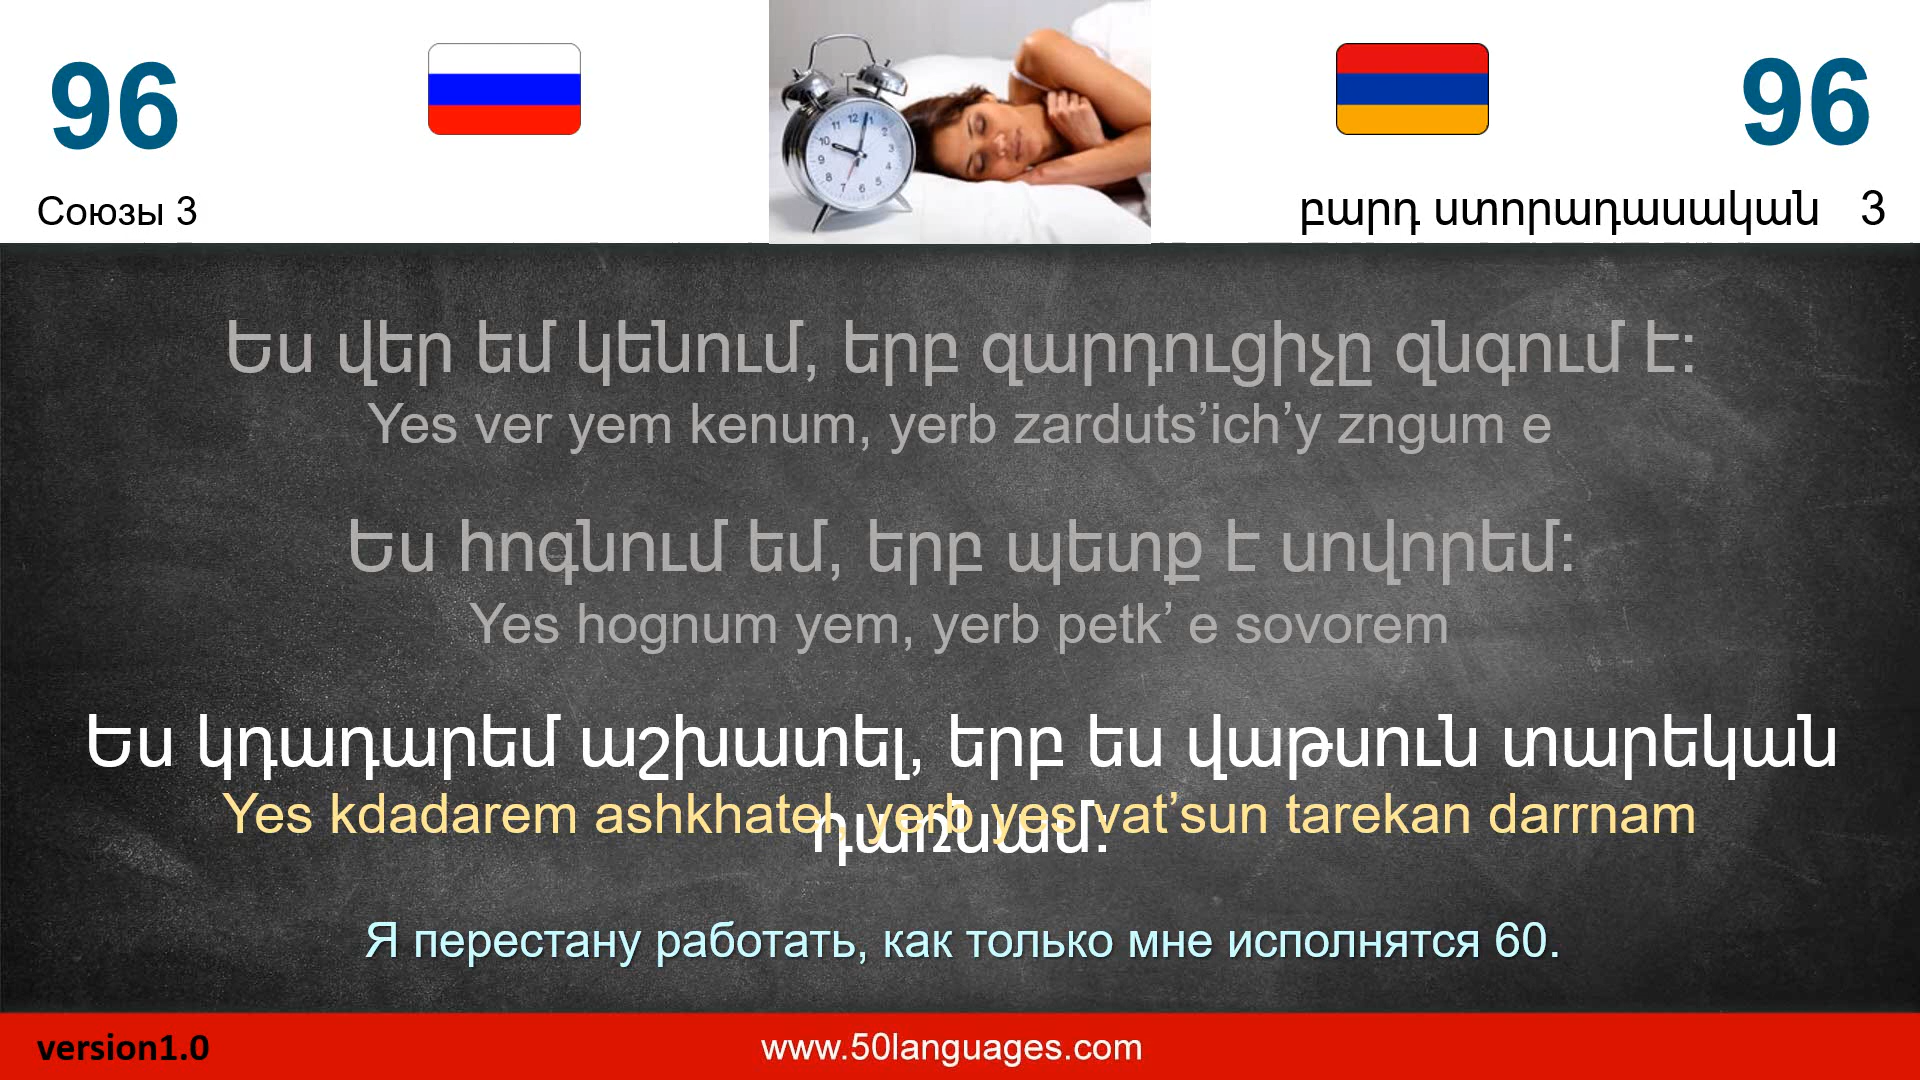 96
96
Союзы 3
բարդ ստորադասական 3
Ես վեր եմ կենում, երբ զարդուցիչը զնգում է:
Yes ver yem kenum, yerb zarduts’ich’y zngum e
Ես հոգնում եմ, երբ պետք է սովորեմ:
Yes hognum yem, yerb petk’ e sovorem
Ես կդադարեմ աշխատել, երբ ես վաթսուն տարեկան
դառնամ:
Yes kdadarem ashkhatel, yerb yes vat’sun tarekan darrnam
Я перестану работать, как только мне исполнятся 60.
version1.0
www.50languages.com